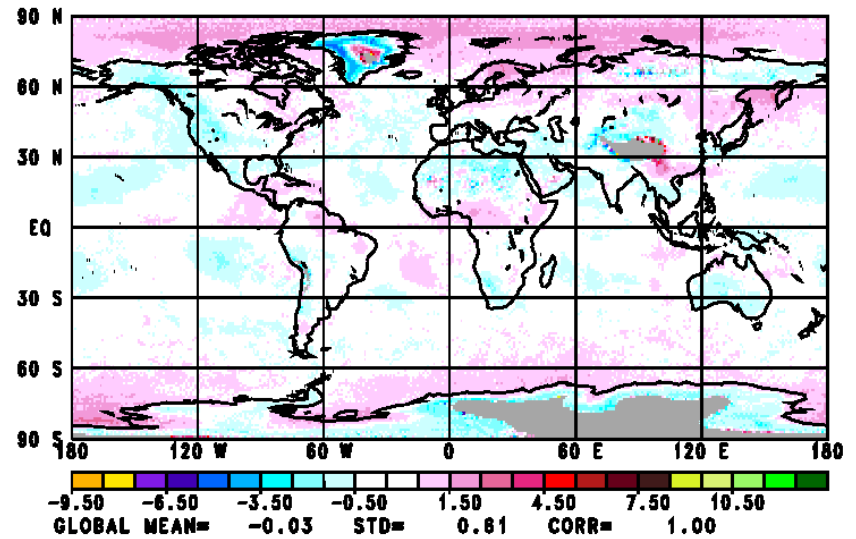 90 N
60 N
30 N
EQ
30 S
60 S
90 S
180 120 W 60 W 0 60 E 120 E 180
-9.50 -6.50 -3.50 -0.50 1.50 4.50 7.50 10.50
GLOBAL MEAN= -0.03 STD= 0.61 CORR= 1.00